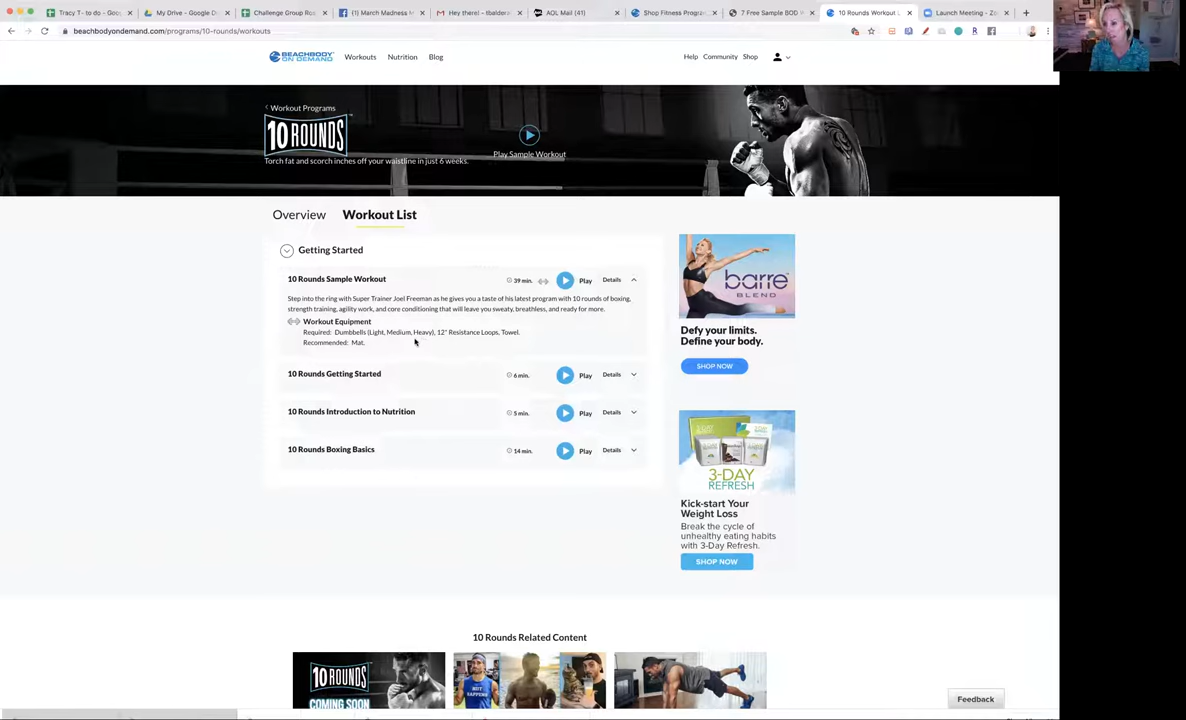 Tracy T- to do - Goo
My Drive - Google D
Challenge Group Ros
(1) March Madness M
Hey there! - tbaldera
AOL Mail (41)
Shop Fitness Program
7 Free Sample BOD
10 Rounds Workout L
Launch Meeting - Zo
beachbodyondemand.com/programs/10-rounds/workouts
BEACHBODY ON DEMAND
Workouts Nutrition Blog
Help Community Shop
< Workout Programs
10 ROUNDS
Play Sample Workout
Torch fat and scorch inches off your waistline in just 6 weeks.
Overview Workout List
Getting Started
10 Rounds Sample Workout 39 min. Play Details
Step into the ring with Super Trainer Joel Freeman as he gives you a taste of his latest program with 10 rounds of boxing,
strength training, agility work, and core conditioning that will leave you sweaty, breathless, and ready for more.
Workout Equipment
Required: Dumbbells (Light, Medium, Heavy), 12" Resistance Loops, Towel.
Recommended: Mat.
10 Rounds Getting Started 6 min. Play Details
10 Rounds Introduction to Nutrition 5 min. Play Details
10 Rounds Boxing Basics 14 min. Play Details
barre
BLEND
Defy your limits.
Define your body.
SHOP NOW
3-DAY
REFRESH
Kick-start Your
Weight Loss
Break the cycle of
unhealthy eating habits
with 3-Day Refresh.
SHOP NOW
10 Rounds Related Content
10 ROUNDS
COMING SOON
Feedback